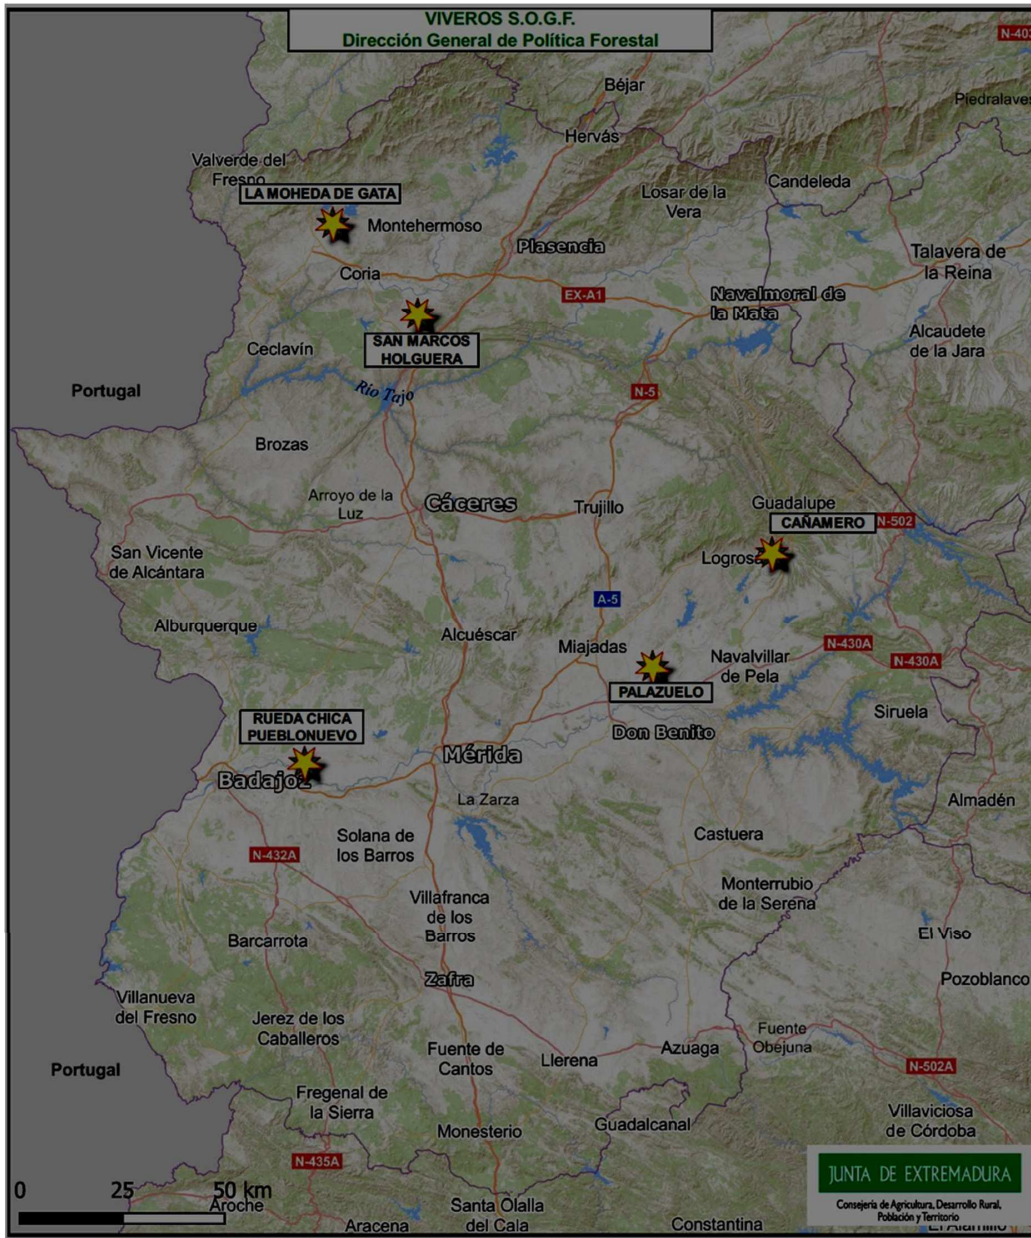 VIVEROS S.O.G.F.
Dirección General de Política Forestal
N-403
Béjar
Piedralaves
Hervás
Valverde del
Fresno
Candeleda
LA MOHEDA DE GATA
Losar de la
Vera
Montehermoso
Plasencia
Talavera de
la Reina
Coria
EX-A1
Navalmoral de
la Mata
SAN MARCOS
HOLGUERA
Alcaudete
de la Jara
Ceclavín
Portugal
Río Tajo
N-5
Brozas
Arroyo de la
Luz
Cáceres
Trujillo
Guadalupe
CAÑAMERO
N-502
San Vicente
de Alcántara
Logrosa
A-5
Alburquerque
Alcuéscar
Miajadas
N-430A
Navalvillar
de Pela
N-430A
PALAZUELO
Siruela
RUEDA CHICA
PUEBLONUEVO
Don Benito
Mérida
Badajoz
La Zarza
Almadén
Solana de
los Barros
Castuera
N-432A
Villafranca
de los
Barros
Monterrubio
de la Serena
Barcarrota
El Viso
Zafra
Pozoblanco
Villanueva
del Fresno
Jerez de los
Caballeros
Fuente
Obejuna
Fuente de
Cantos
Llerena
Azuaga
Portugal
N-502A
Fregenal de
la Sierra
Villaviciosa
de Córdoba
Monesterio
Guadalcanal
N-435A
JUNTA DE EXTREMADURA
Consejería de Agricultura, Desarrollo Rural,
Población y Territorio
0 25 50 km
Aroche
Santa Olalla
del Cala
Aracena
Constantina
El Alamillo